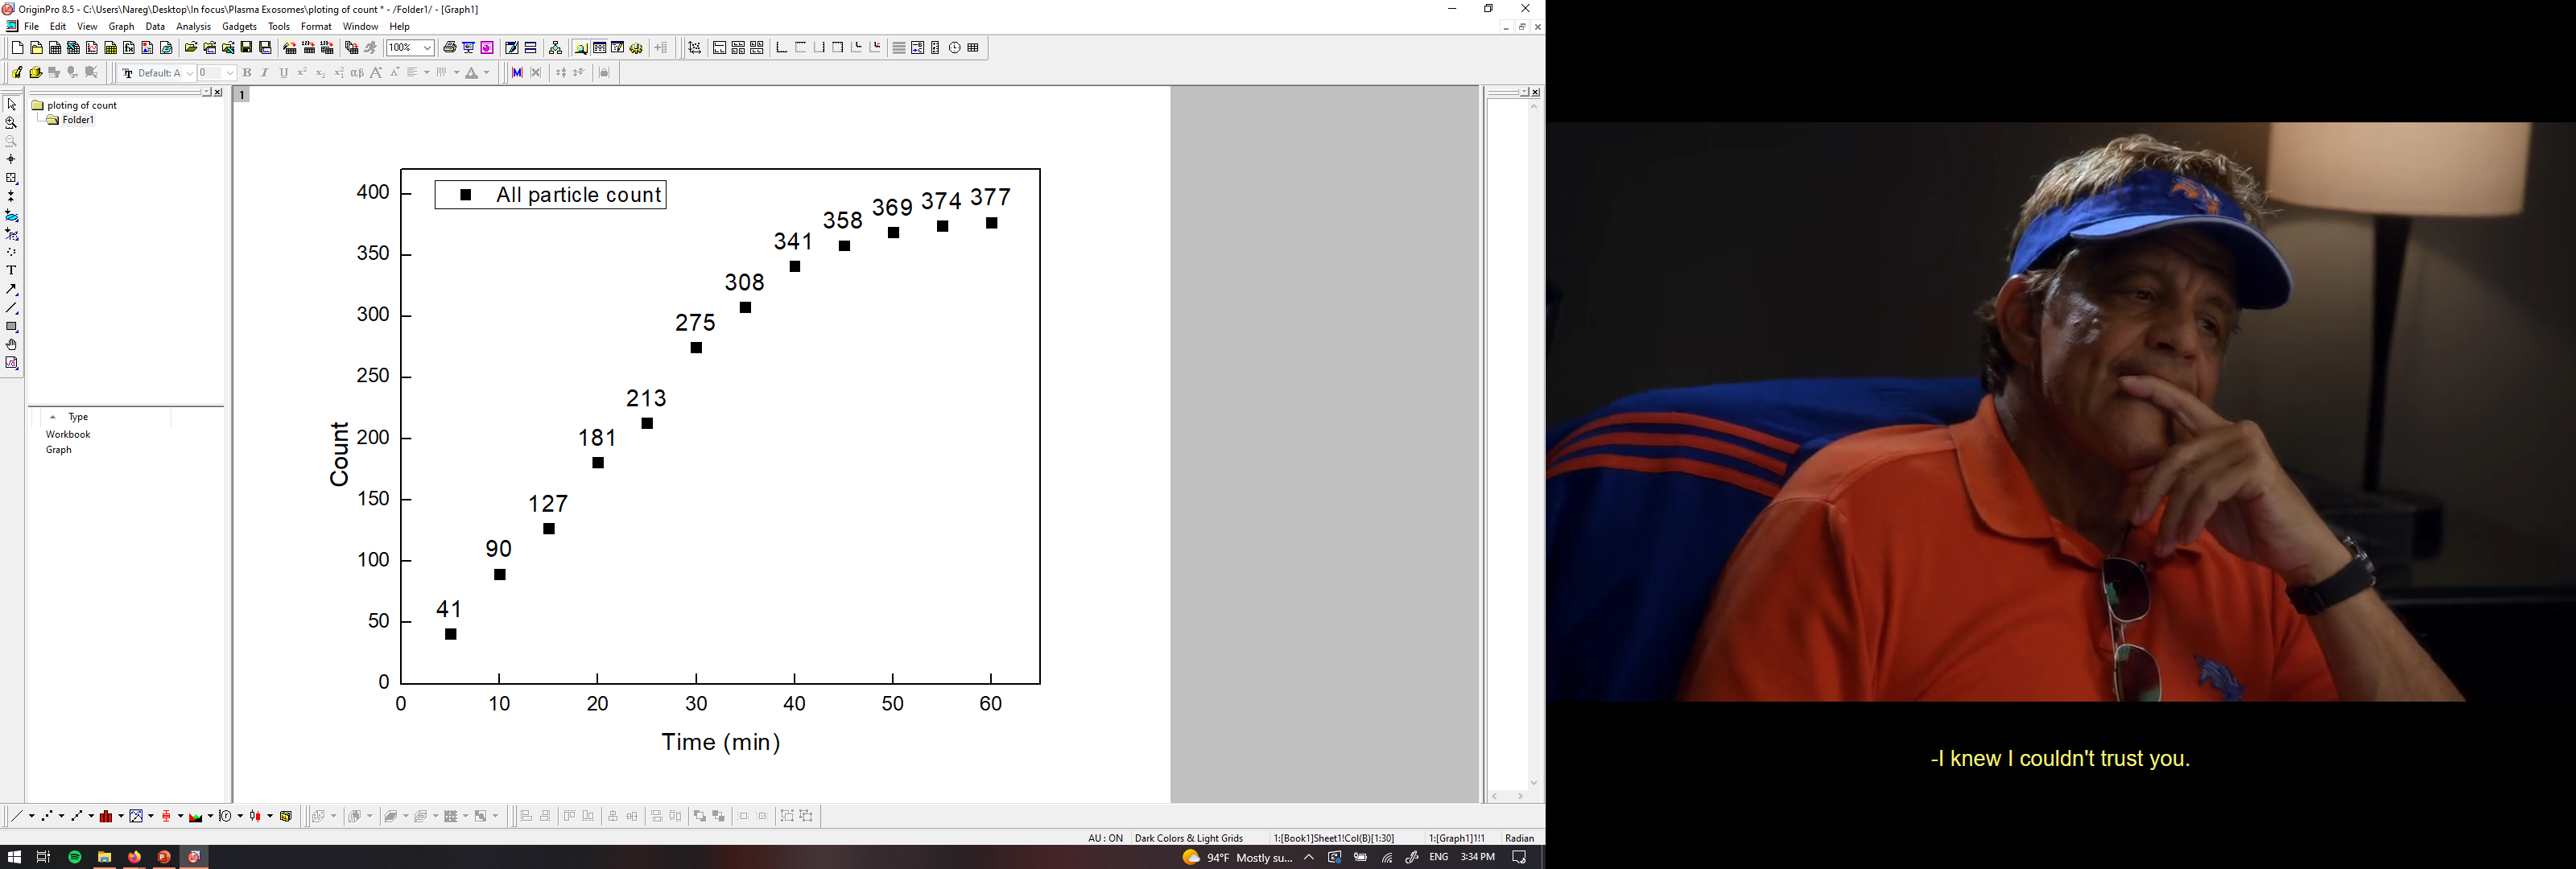 OriginPro 8.5 - C:\Users\Nareg\Desktop\In focus\Plasma Exosomes\ploting of count * - /Folder1/ - [Graph1]
File Edit View Graph Data Analysis Gadgets Tools Format Window Help
100%
Default: A 0 B I U
ploting of count
Folder1
Type
Workbook
Graph
1
All particle count
400
350
300
250
200
150
100
50
0
Count
41
90
127
181
213
275
308
341
358
369
374
377
0 10 20 30 40 50 60
Time (min)
AU : ON Dark Colors & Light Grids 1:[Book1]Sheet1!Col(B)[1:30] 1:[Graph1]1!1 Radian
94°F Mostly su... ENG 3:34 PM
-I knew I couldn't trust you.